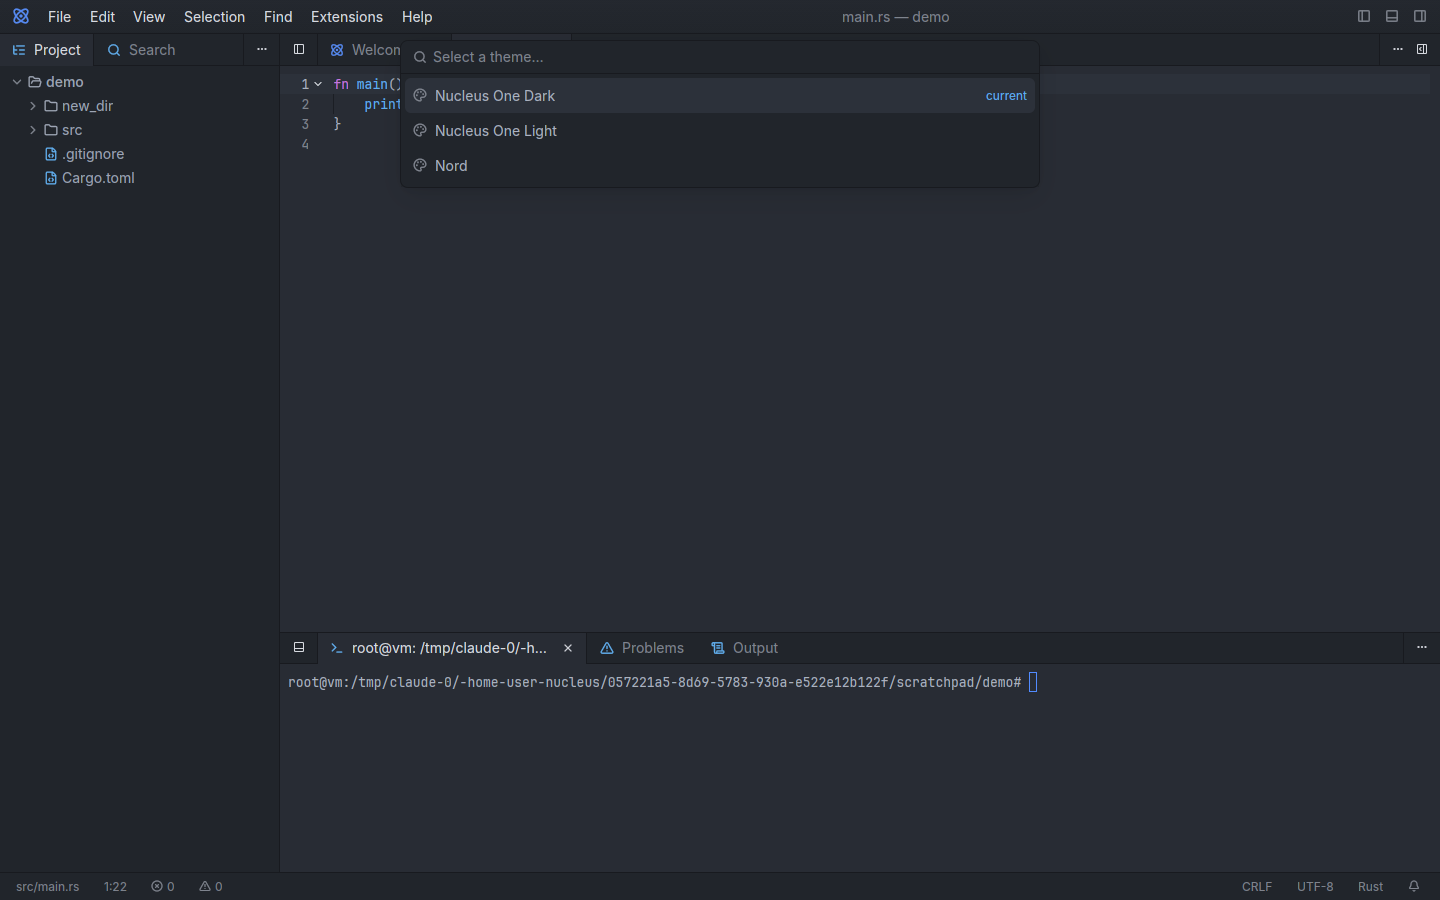 File Edit View Selection Find Extensions Help
main.rs — demo
Project
Search
Welcom
Select a theme...
Nucleus One Dark
current
Nucleus One Light
Nord
demo
new_dir
src
.gitignore
Cargo.toml
1 fn main()
2 print
3 }
4
root@vm: /tmp/claude-0/-h...
Problems
Output
root@vm:/tmp/claude-0/-home-user-nucleus/057221a5-8d69-5783-930a-e522e12b122f/scratchpad/demo#
src/main.rs 1:22 0 0 CRLF UTF-8 Rust